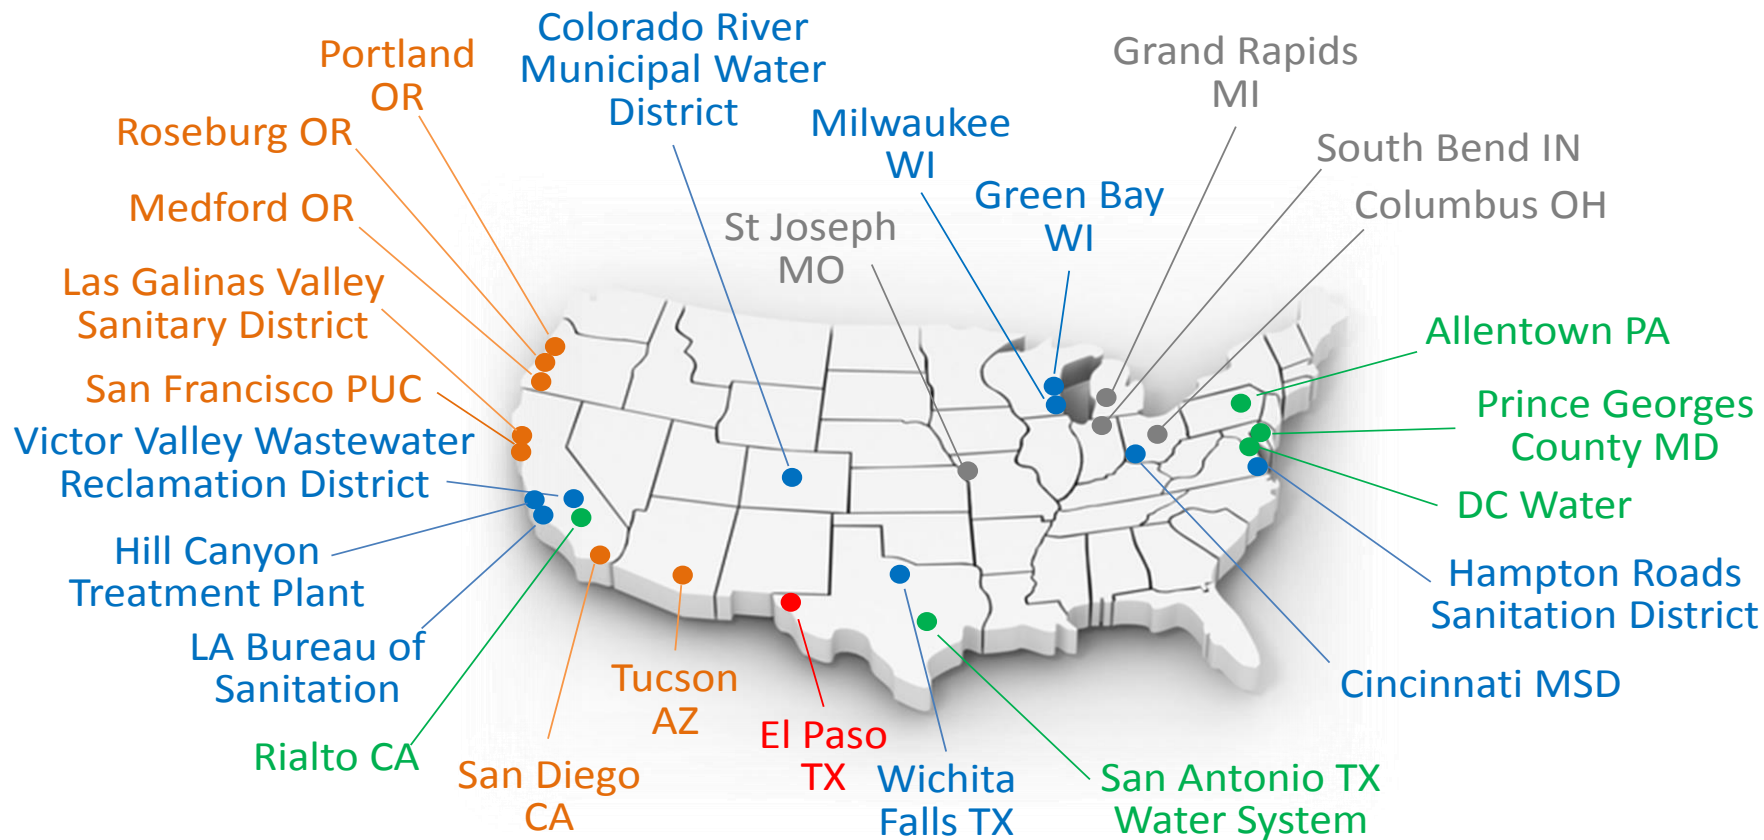 Portland
OR
Roseburg OR
Medford OR
Las Galinas Valley
Sanitary District
San Francisco PUC
Victor Valley Wastewater
Reclamation District
Hill Canyon
Treatment Plant
LA Bureau of
Sanitation
Rialto CA
San Diego
CA
Tucson
AZ
El Paso
TX
Wichita
Falls TX
San Antonio TX
Water System
Colorado River
Municipal Water
District
St Joseph
MO
Milwaukee
WI
Green Bay
WI
Grand Rapids
MI
South Bend IN
Columbus OH
Allentown PA
Prince Georges
County MD
DC Water
Hampton Roads
Sanitation District
Cincinnati MSD